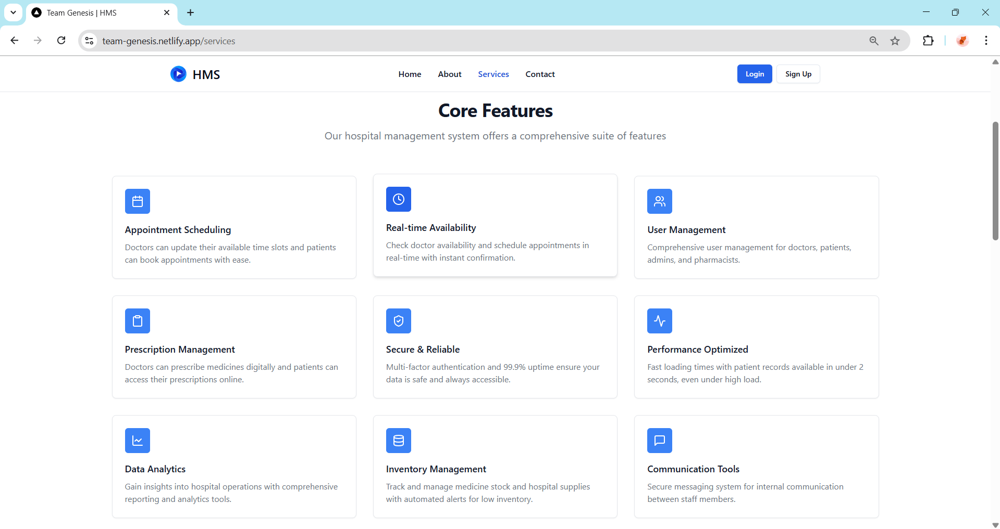 Team Genesis | HMS
team-genesis.netlify.app/services
HMS
Home
About
Services
Contact
Login
Sign Up
Core Features
Our hospital management system offers a comprehensive suite of features
Appointment Scheduling
Doctors can update their available time slots and patients
can book appointments with ease.
Real-time Availability
Check doctor availability and schedule appointments in
real-time with instant confirmation.
User Management
Comprehensive user management for doctors, patients,
admins, and pharmacists.
Prescription Management
Doctors can prescribe medicines digitally and patients can
access their prescriptions online.
Secure & Reliable
Multi-factor authentication and 99.9% uptime ensure your
data is safe and always accessible.
Performance Optimized
Fast loading times with patient records available in under 2
seconds, even under high load.
Data Analytics
Gain insights into hospital operations with comprehensive
reporting and analytics tools.
Inventory Management
Track and manage medicine stock and hospital supplies
with automated alerts for low inventory.
Communication Tools
Secure messaging system for internal communication
between staff members.